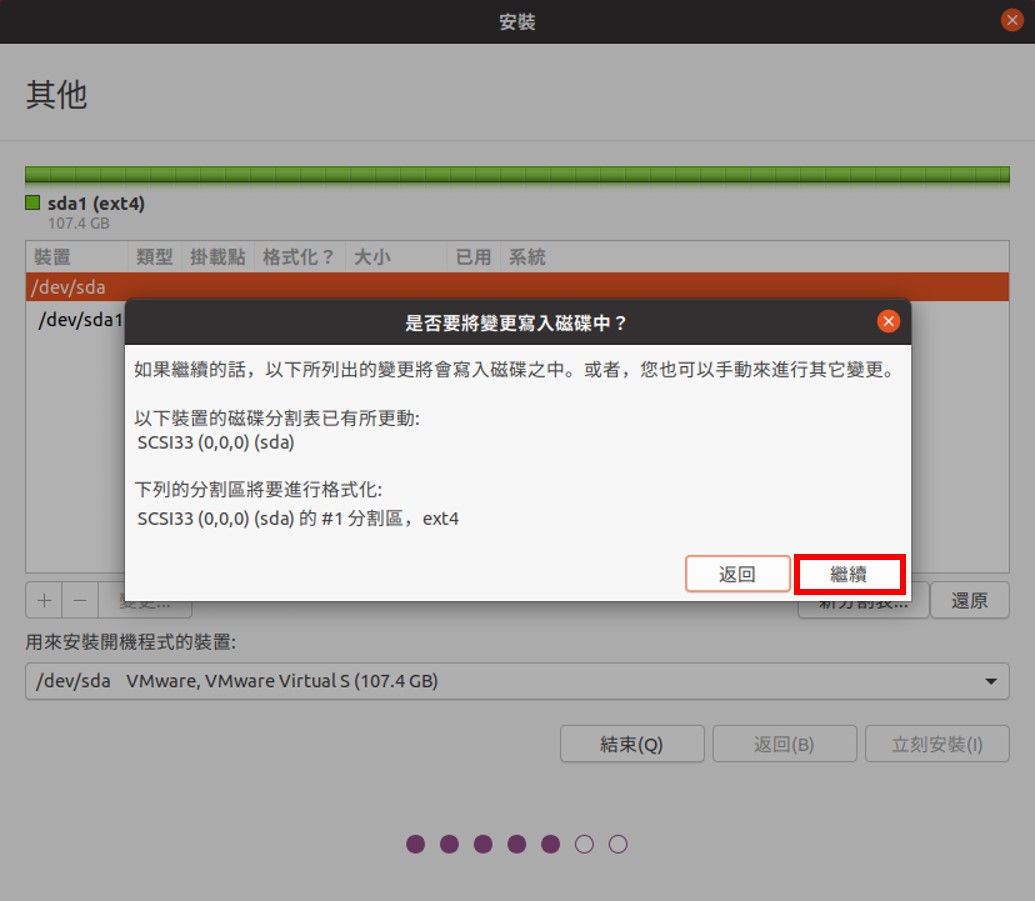 安裝
其他
sda1 (ext4)
107.4 GB
裝置 類型 掛載點 格式化？ 大小 已用 系統
/dev/sda
/dev/sda1
是否要將變更寫入磁碟中？
如果繼續的話，以下所列出的變更將會寫入磁碟之中。或者，您也可以手動來進行其它變更。
以下裝置的磁碟分割表已有所更動:
SCSI33 (0,0,0) (sda)
下列的分割區將要進行格式化:
SCSI33 (0,0,0) (sda) 的 #1 分割區，ext4
返回 繼續
+ − 變更... 新分割表... 還原
用來安裝開機程式的裝置:
/dev/sda VMware, VMware Virtual S (107.4 GB)
結束(Q) 返回(B) 立刻安裝(I)